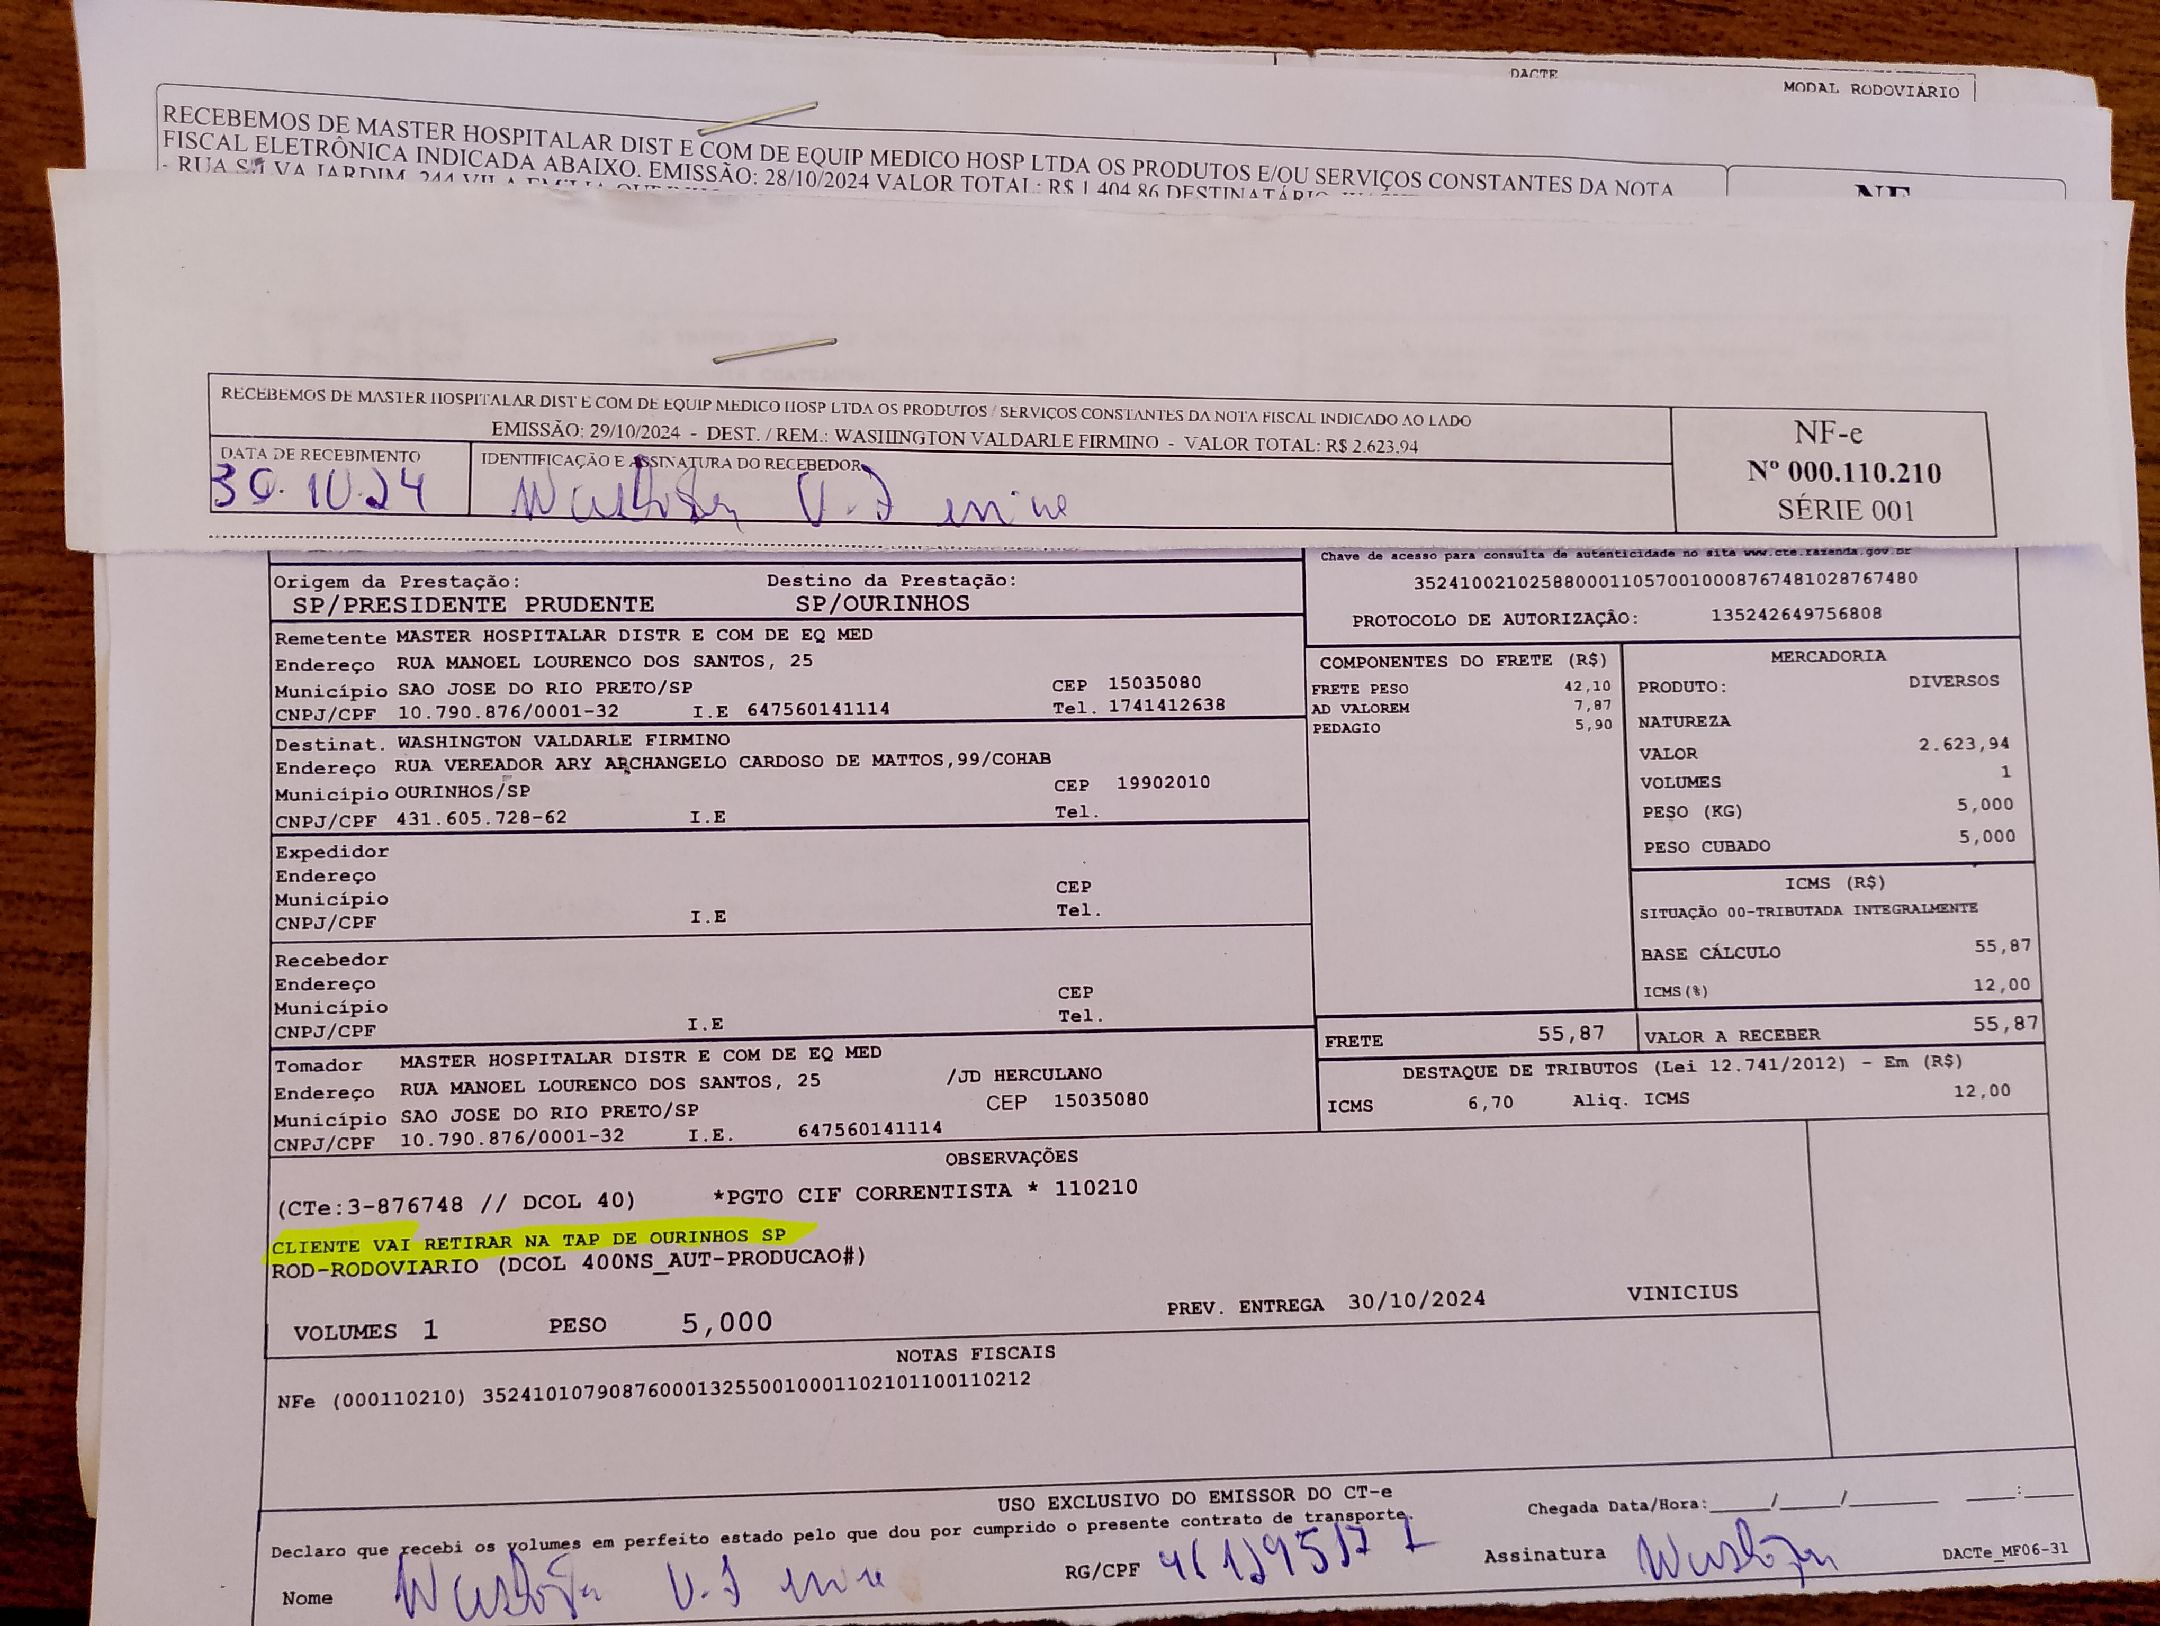 DACTE
MODAL RODOVIÁRIO
RECEBEMOS DE MASTER HOSPITALAR DIST E COM DE EQUIP MEDICO HOSP LTDA OS PRODUTOS E/OU SERVIÇOS CONSTANTES DA NOTA
FISCAL ELETRÔNICA INDICADA ABAIXO. EMISSÃO: 28/10/2024 VALOR TOTAL: R$ 1.404,86 DESTINATÁRIO:
- RUA SILVA JARDIM, 244 VILA EMILIA
NF
RECEBEMOS DE MASTER HOSPITALAR DIST E COM DE EQUIP MEDICO HOSP LTDA OS PRODUTOS / SERVIÇOS CONSTANTES DA NOTA FISCAL INDICADO AO LADO
EMISSÃO: 29/10/2024 - DEST. / REM.: WASHINGTON VALDARLE FIRMINO - VALOR TOTAL: R$ 2.623,94
DATA DE RECEBIMENTO
30.10.24
IDENTIFICAÇÃO E ASSINATURA DO RECEBEDOR
NF-e
Nº 000.110.210
SÉRIE 001
Chave de acesso para consulta de autenticidade no site www.cte.fazenda.gov.br
35241002102588000110570010008767481028767480
PROTOCOLO DE AUTORIZAÇÃO: 135242649756808
Origem da Prestação: Destino da Prestação:
SP/PRESIDENTE PRUDENTE SP/OURINHOS
Remetente MASTER HOSPITALAR DISTR E COM DE EQ MED
Endereço RUA MANOEL LOURENCO DOS SANTOS, 25
Município SAO JOSE DO RIO PRETO/SP CEP 15035080
CNPJ/CPF 10.790.876/0001-32 I.E 647560141114 Tel. 1741412638
Destinat. WASHINGTON VALDARLE FIRMINO
Endereço RUA VEREADOR ARY ARCHANGELO CARDOSO DE MATTOS,99/COHAB
Município OURINHOS/SP CEP 19902010
CNPJ/CPF 431.605.728-62 I.E Tel.
Expedidor
Endereço
Município CEP
CNPJ/CPF I.E Tel.
Recebedor
Endereço
Município CEP
CNPJ/CPF I.E Tel.
Tomador MASTER HOSPITALAR DISTR E COM DE EQ MED
Endereço RUA MANOEL LOURENCO DOS SANTOS, 25 /JD HERCULANO
Município SAO JOSE DO RIO PRETO/SP CEP 15035080
CNPJ/CPF 10.790.876/0001-32 I.E. 647560141114
COMPONENTES DO FRETE (R$)
FRETE PESO 42,10
AD VALOREM 7,87
PEDAGIO 5,90
MERCADORIA
PRODUTO: DIVERSOS
NATUREZA
VALOR 2.623,94
VOLUMES 1
PESO (KG) 5,000
PESO CUBADO 5,000
ICMS (R$)
SITUAÇÃO 00-TRIBUTADA INTEGRALMENTE
BASE CÁLCULO 55,87
ICMS(%) 12,00
FRETE 55,87
VALOR A RECEBER 55,87
DESTAQUE DE TRIBUTOS (Lei 12.741/2012) - Em (R$)
ICMS 6,70 Aliq. ICMS 12,00
OBSERVAÇÕES
(CTe:3-876748 // DCOL 40) *PGTO CIF CORRENTISTA * 110210
CLIENTE VAI RETIRAR NA TAP DE OURINHOS SP
ROD-RODOVIARIO (DCOL 400NS_AUT-PRODUCAO#)
VOLUMES 1 PESO 5,000 PREV. ENTREGA 30/10/2024 VINICIUS
NOTAS FISCAIS
NFe (000110210) 35241010790876000132550010001102101100110212
USO EXCLUSIVO DO EMISSOR DO CT-e
Declaro que recebi os volumes em perfeito estado pelo que dou por cumprido o presente contrato de transporte.
Chegada Data/Hora:____/____/______ ____:____
Nome
RG/CPF
Assinatura
DACTe_MF06-31